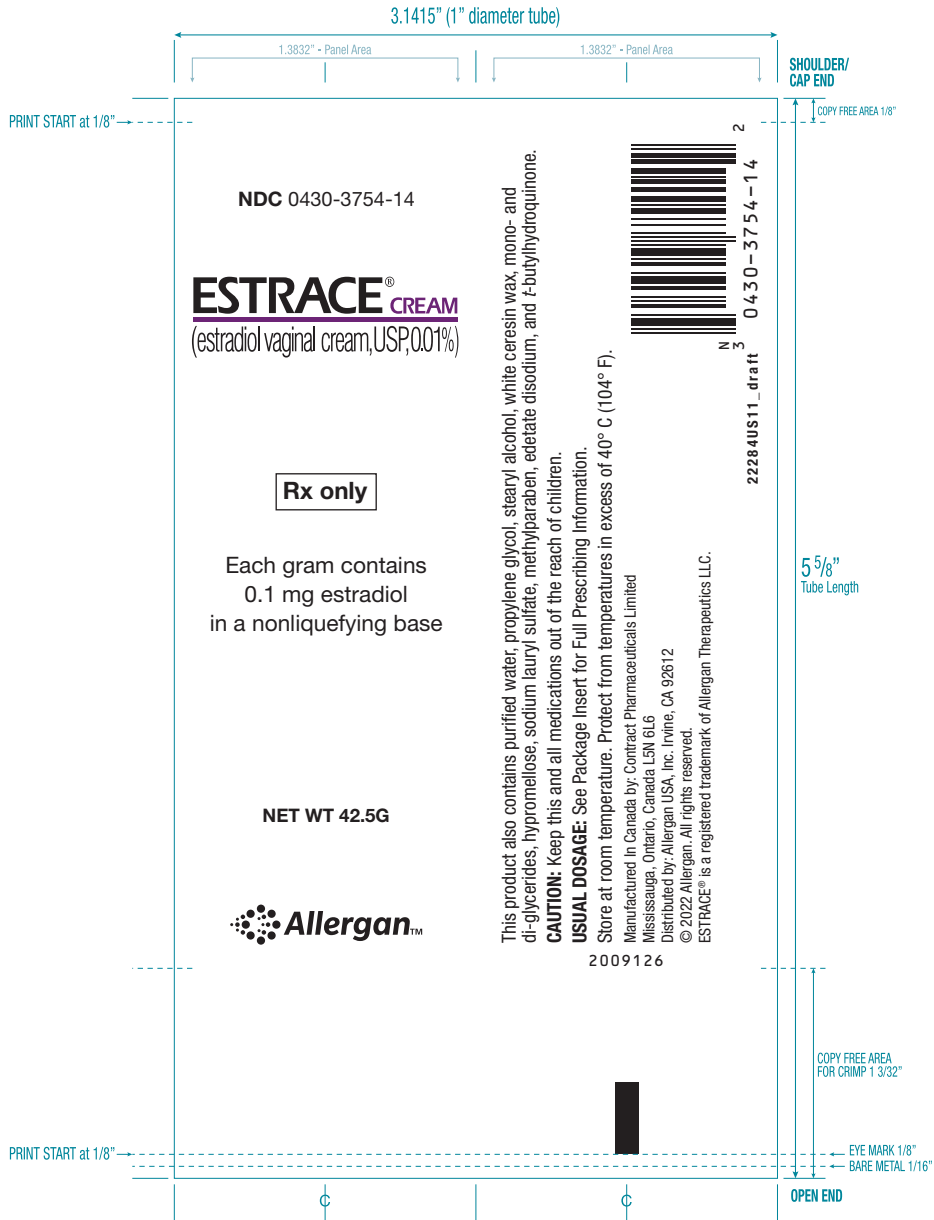 3.1415” (1” diameter tube)
1.3832” - Panel Area
1.3832” - Panel Area
SHOULDER/
CAP END
PRINT START at 1/8”
COPY FREE AREA 1/8”
NDC 0430-3754-14
ESTRACE® CREAM
(estradiol vaginal cream,USP,0.01%)
Rx only
Each gram contains
0.1 mg estradiol
in a nonliquefying base
NET WT 42.5G
Allergan™
This product also contains purified water, propylene glycol, stearyl alcohol, white ceresin wax, mono- and
di-glycerides, hypromellose, sodium lauryl sulfate, methylparaben, edetate disodium, and t-butylhydroquinone.
CAUTION: Keep this and all medications out of the reach of children.
USUAL DOSAGE: See Package Insert for Full Prescribing Information.
Store at room temperature. Protect from temperatures in excess of 40° C (104° F).
Manufactured In Canada by: Contract Pharmaceuticals Limited
Mississauga, Ontario, Canada L5N 6L6
Distributed by: Allergan USA, Inc. Irvine, CA 92612
© 2022 Allergan. All rights reserved.
ESTRACE® is a registered trademark of Allergan Therapeutics LLC.
N
3 0430-3754-14 2
22284US11_draft
2009126
5 5/8”
Tube Length
COPY FREE AREA
FOR CRIMP 1 3/32”
PRINT START at 1/8”
EYE MARK 1/8”
BARE METAL 1/16”
OPEN END
C
C